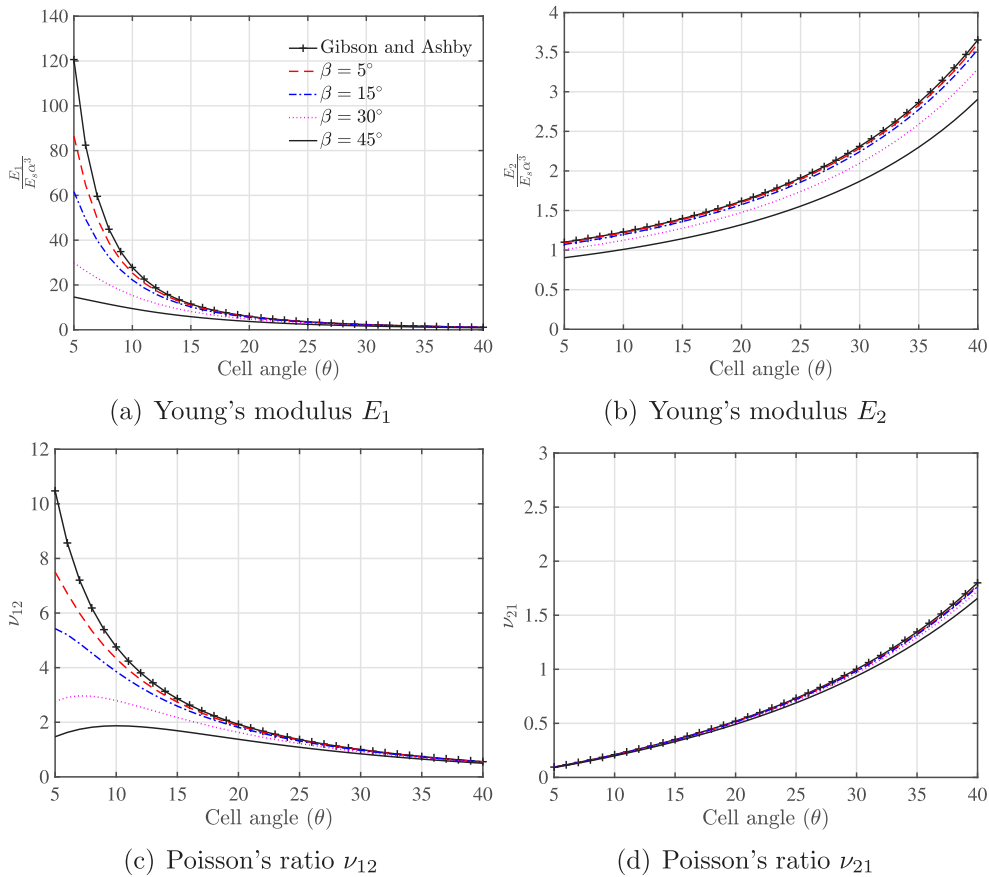 140
120
100
80
60
40
20
0
5 10 15 20 25 30 35 40
E₁ / Eₛα³
Cell angle (θ)
Gibson and Ashby
β = 5°
β = 15°
β = 30°
β = 45°
(a) Young's modulus E₁
4
3.5
3
2.5
2
1.5
1
0.5
0
5 10 15 20 25 30 35 40
E₂ / Eₛα³
Cell angle (θ)
(b) Young's modulus E₂
12
10
8
6
4
2
0
5 10 15 20 25 30 35 40
ν₁₂
Cell angle (θ)
(c) Poisson's ratio ν₁₂
3
2.5
2
1.5
1
0.5
0
5 10 15 20 25 30 35 40
ν₂₁
Cell angle (θ)
(d) Poisson's ratio ν₂₁